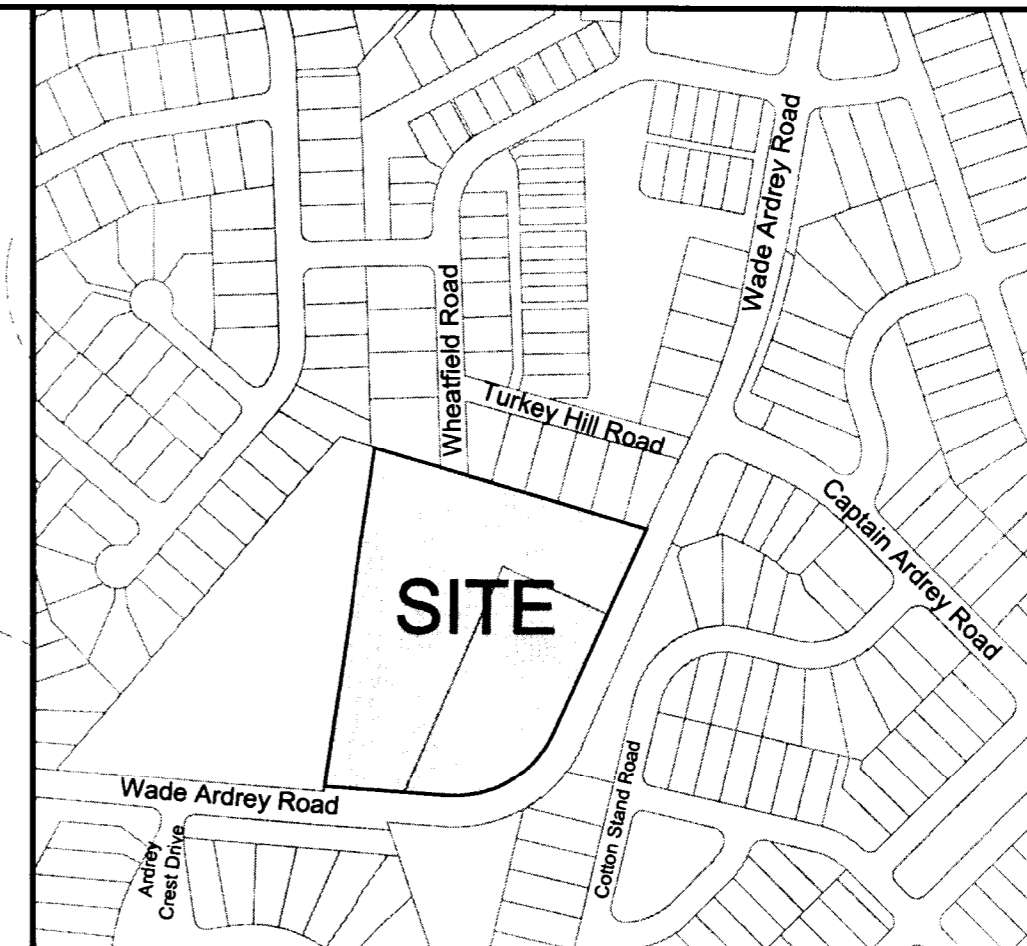 Wade Ardrey Road
Wheatfield Road
Turkey Hill Road
Captain Ardrey Road
SITE
Wade Ardrey Road
Cotton Stand Road
Ardrey
Crest Drive